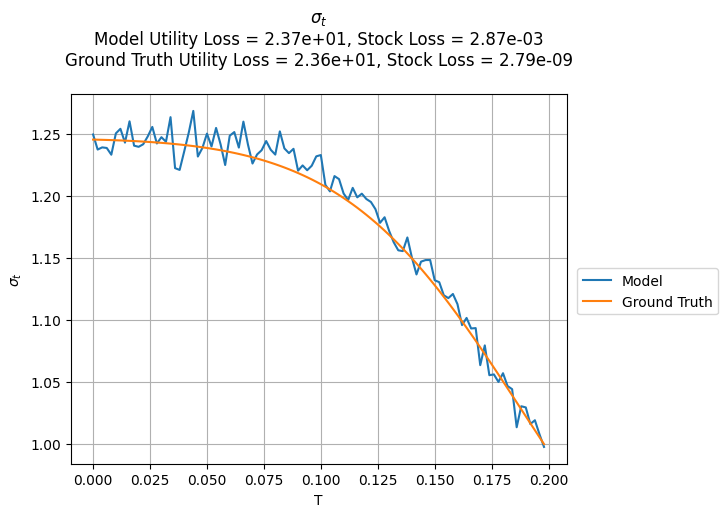 σt
Model Utility Loss = 2.37e+01, Stock Loss = 2.87e-03
Ground Truth Utility Loss = 2.36e+01, Stock Loss = 2.79e-09
1.25
1.20
1.15
1.10
1.05
1.00
σt
0.000 0.025 0.050 0.075 0.100 0.125 0.150 0.175 0.200
T
Model
Ground Truth